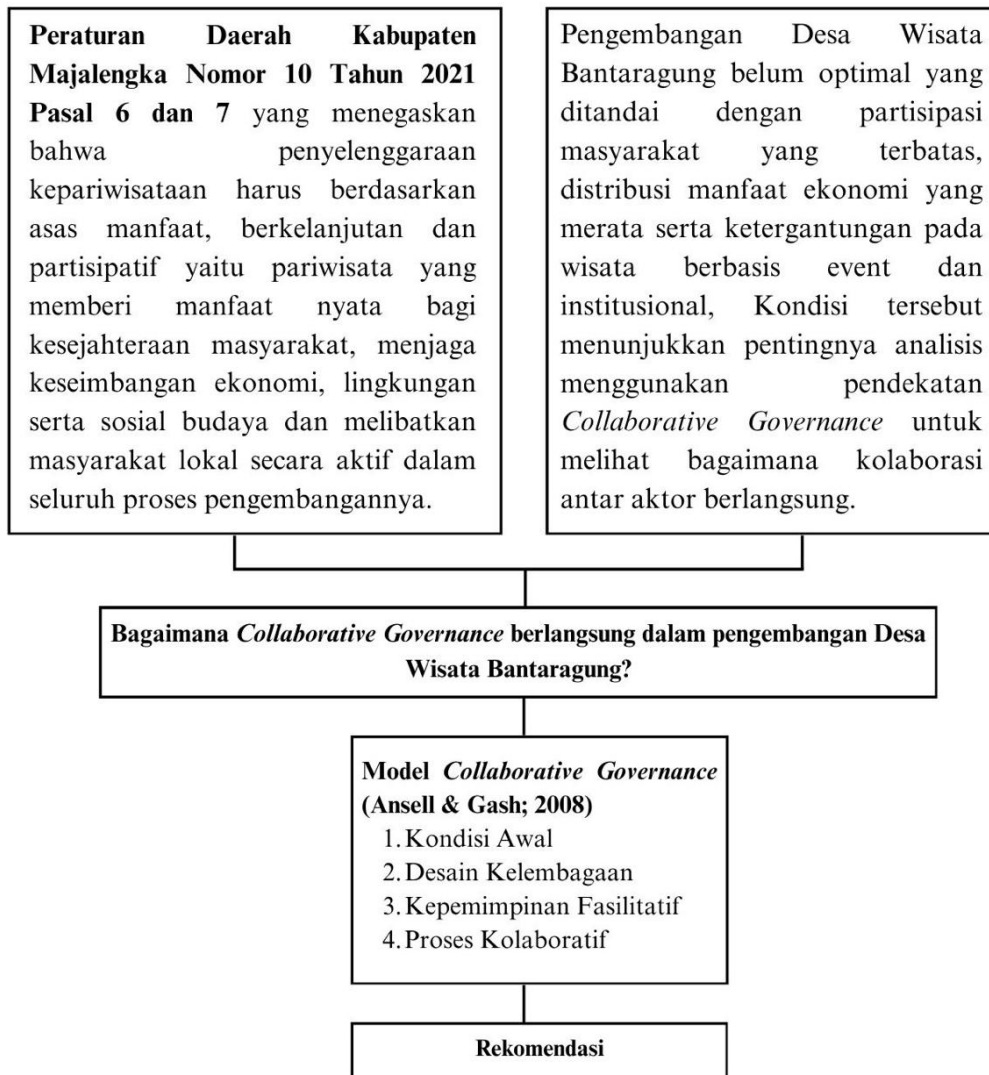 Peraturan Daerah Kabupaten
Majalengka Nomor 10 Tahun 2021
Pasal 6 dan 7 yang menegaskan
bahwa penyelenggaraan
kepariwisataan harus berdasarkan
asas manfaat, berkelanjutan dan
partisipatif yaitu pariwisata yang
memberi manfaat nyata bagi
kesejahteraan masyarakat, menjaga
keseimbangan ekonomi, lingkungan
serta sosial budaya dan melibatkan
masyarakat lokal secara aktif dalam
seluruh proses pengembangannya.
Pengembangan Desa Wisata
Bantaragung belum optimal yang
ditandai dengan partisipasi
masyarakat yang terbatas,
distribusi manfaat ekonomi yang
merata serta ketergantungan pada
wisata berbasis event dan
institusional, Kondisi tersebut
menunjukkan pentingnya analisis
menggunakan pendekatan
Collaborative Governance untuk
melihat bagaimana kolaborasi
antar aktor berlangsung.
Bagaimana Collaborative Governance berlangsung dalam pengembangan Desa
Wisata Bantaragung?
Model Collaborative Governance
(Ansell & Gash; 2008)
1. Kondisi Awal
2. Desain Kelembagaan
3. Kepemimpinan Fasilitatif
4. Proses Kolaboratif
Rekomendasi